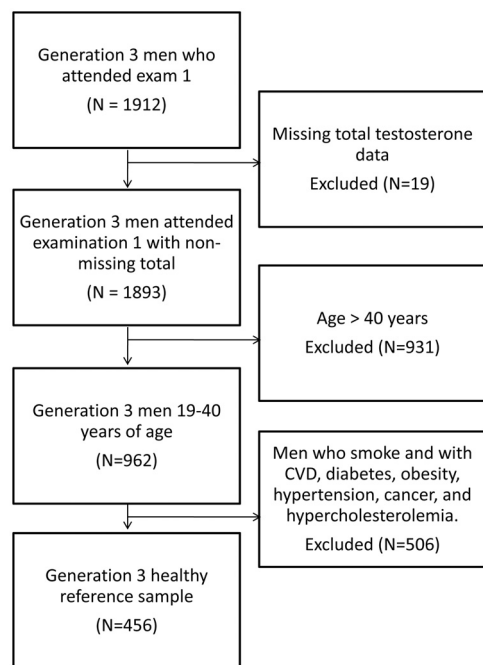 Generation 3 men who
attended exam 1
(N = 1912)
Missing total testosterone
data
Excluded (N=19)
Generation 3 men attended
examination 1 with non-
missing total
(N = 1893)
Age > 40 years
Excluded (N=931)
Generation 3 men 19-40
years of age
(N=962)
Men who smoke and with
CVD, diabetes, obesity,
hypertension, cancer, and
hypercholesterolemia.
Excluded (N=506)
Generation 3 healthy
reference sample
(N=456)